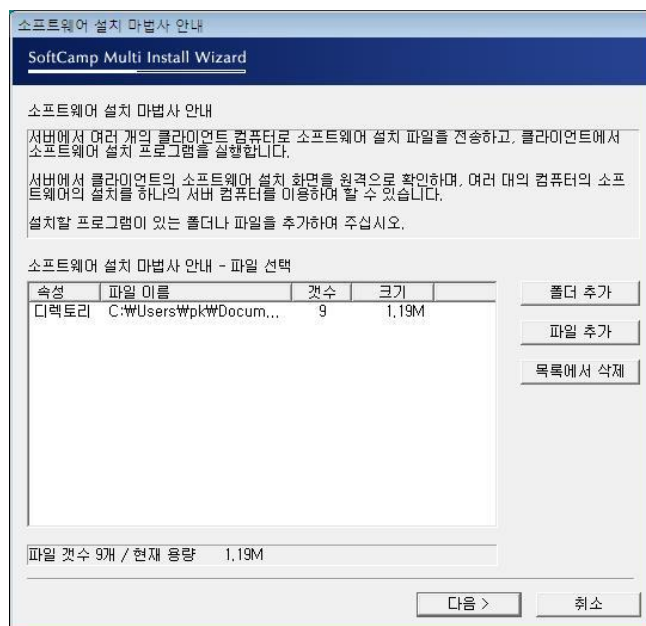 소프트웨어 설치 마법사 안내
SoftCamp Multi Install Wizard
소프트웨어 설치 마법사 안내
서버에서 여러 개의 클라이언트 컴퓨터로 소프트웨어 설치 파일을 전송하고, 클라이언트에서
소프트웨어 설치 프로그램을 실행합니다.
서버에서 클라이언트의 소프트웨어 설치 화면을 원격으로 확인하며, 여러 대의 컴퓨터의 소프
트웨어의 설치를 하나의 서버 컴퓨터를 이용하여 할 수 있습니다.
설치할 프로그램이 있는 폴더나 파일을 추가하여 주십시오.
소프트웨어 설치 마법사 안내 - 파일 선택
속성 파일 이름 갯수 크기
디렉토리 C:₩Users₩pk₩Docum... 9 1.19M
폴더 추가
파일 추가
목록에서 삭제
파일 갯수 9개 / 현재 용량 1.19M
다음 > 취소